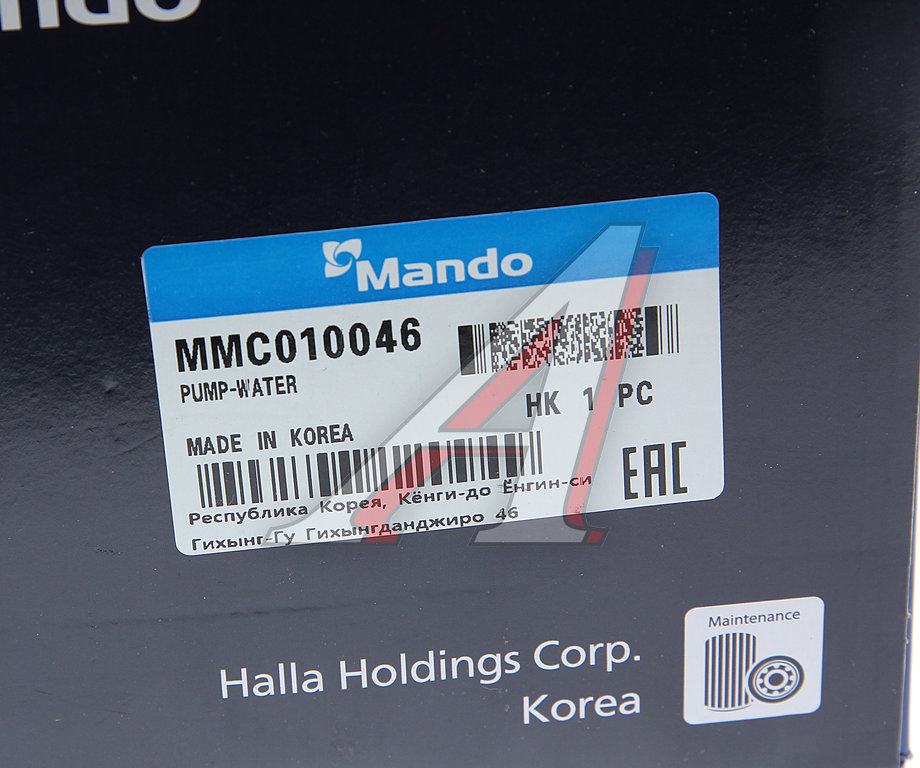 Mando
MMC010046
PUMP-WATER
HK 1 PC
MADE IN KOREA
EAC
Республика Корея, Кёнги-до Ёнгин-си
Гихынг-Гу Гихынгданджиро 46
Halla Holdings Corp.
Korea
Maintenance